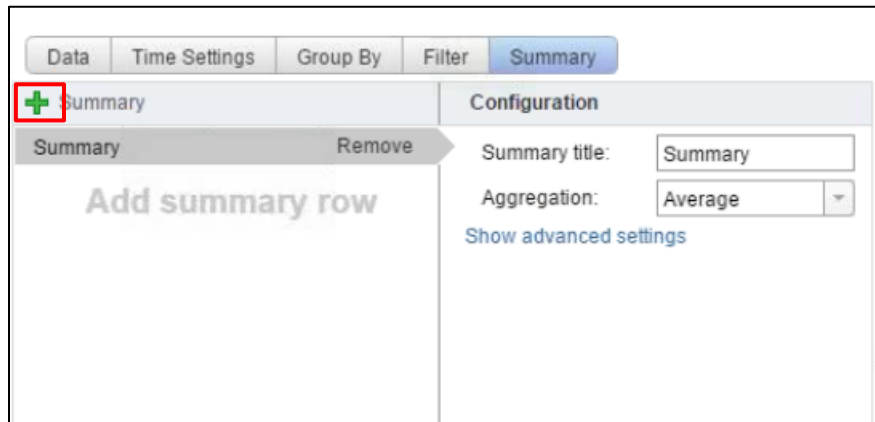 Data Time Settings Group By Filter Summary
Summary
Configuration
Summary Remove
Summary title: Summary
Add summary row
Aggregation: Average
Show advanced settings